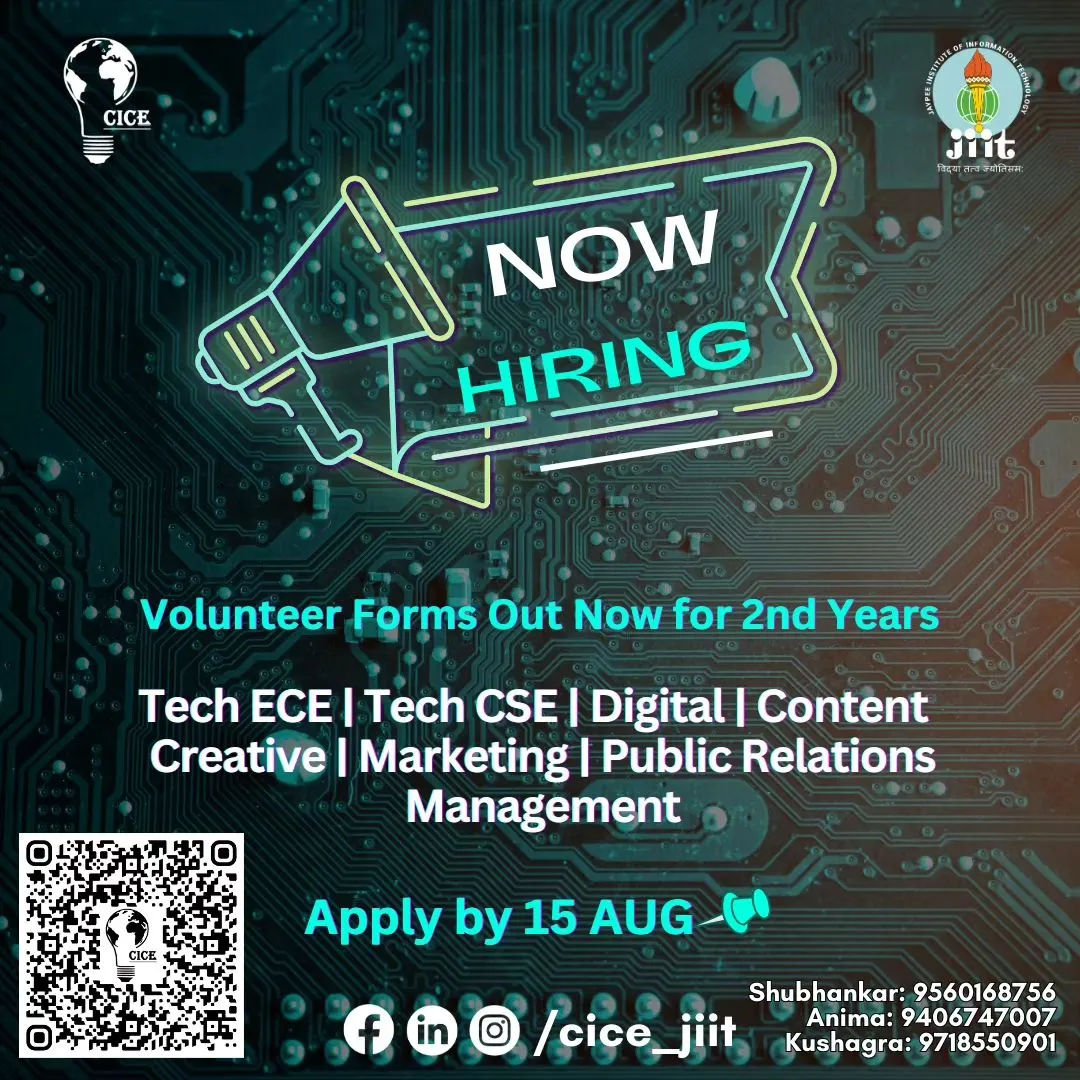 CICE
JAYPEE INSTITUTE OF INFORMATION TECHNOLOGY
jiit
विद्या तत्व ज्योतिसम:
NOW
HIRING
Volunteer Forms Out Now for 2nd Years
Tech ECE | Tech CSE | Digital | Content
Creative | Marketing | Public Relations
Management
CICE
Apply by 15 AUG
/cice_jiit
Shubhankar: 9560168756
Anima: 9406747007
Kushagra: 9718550901